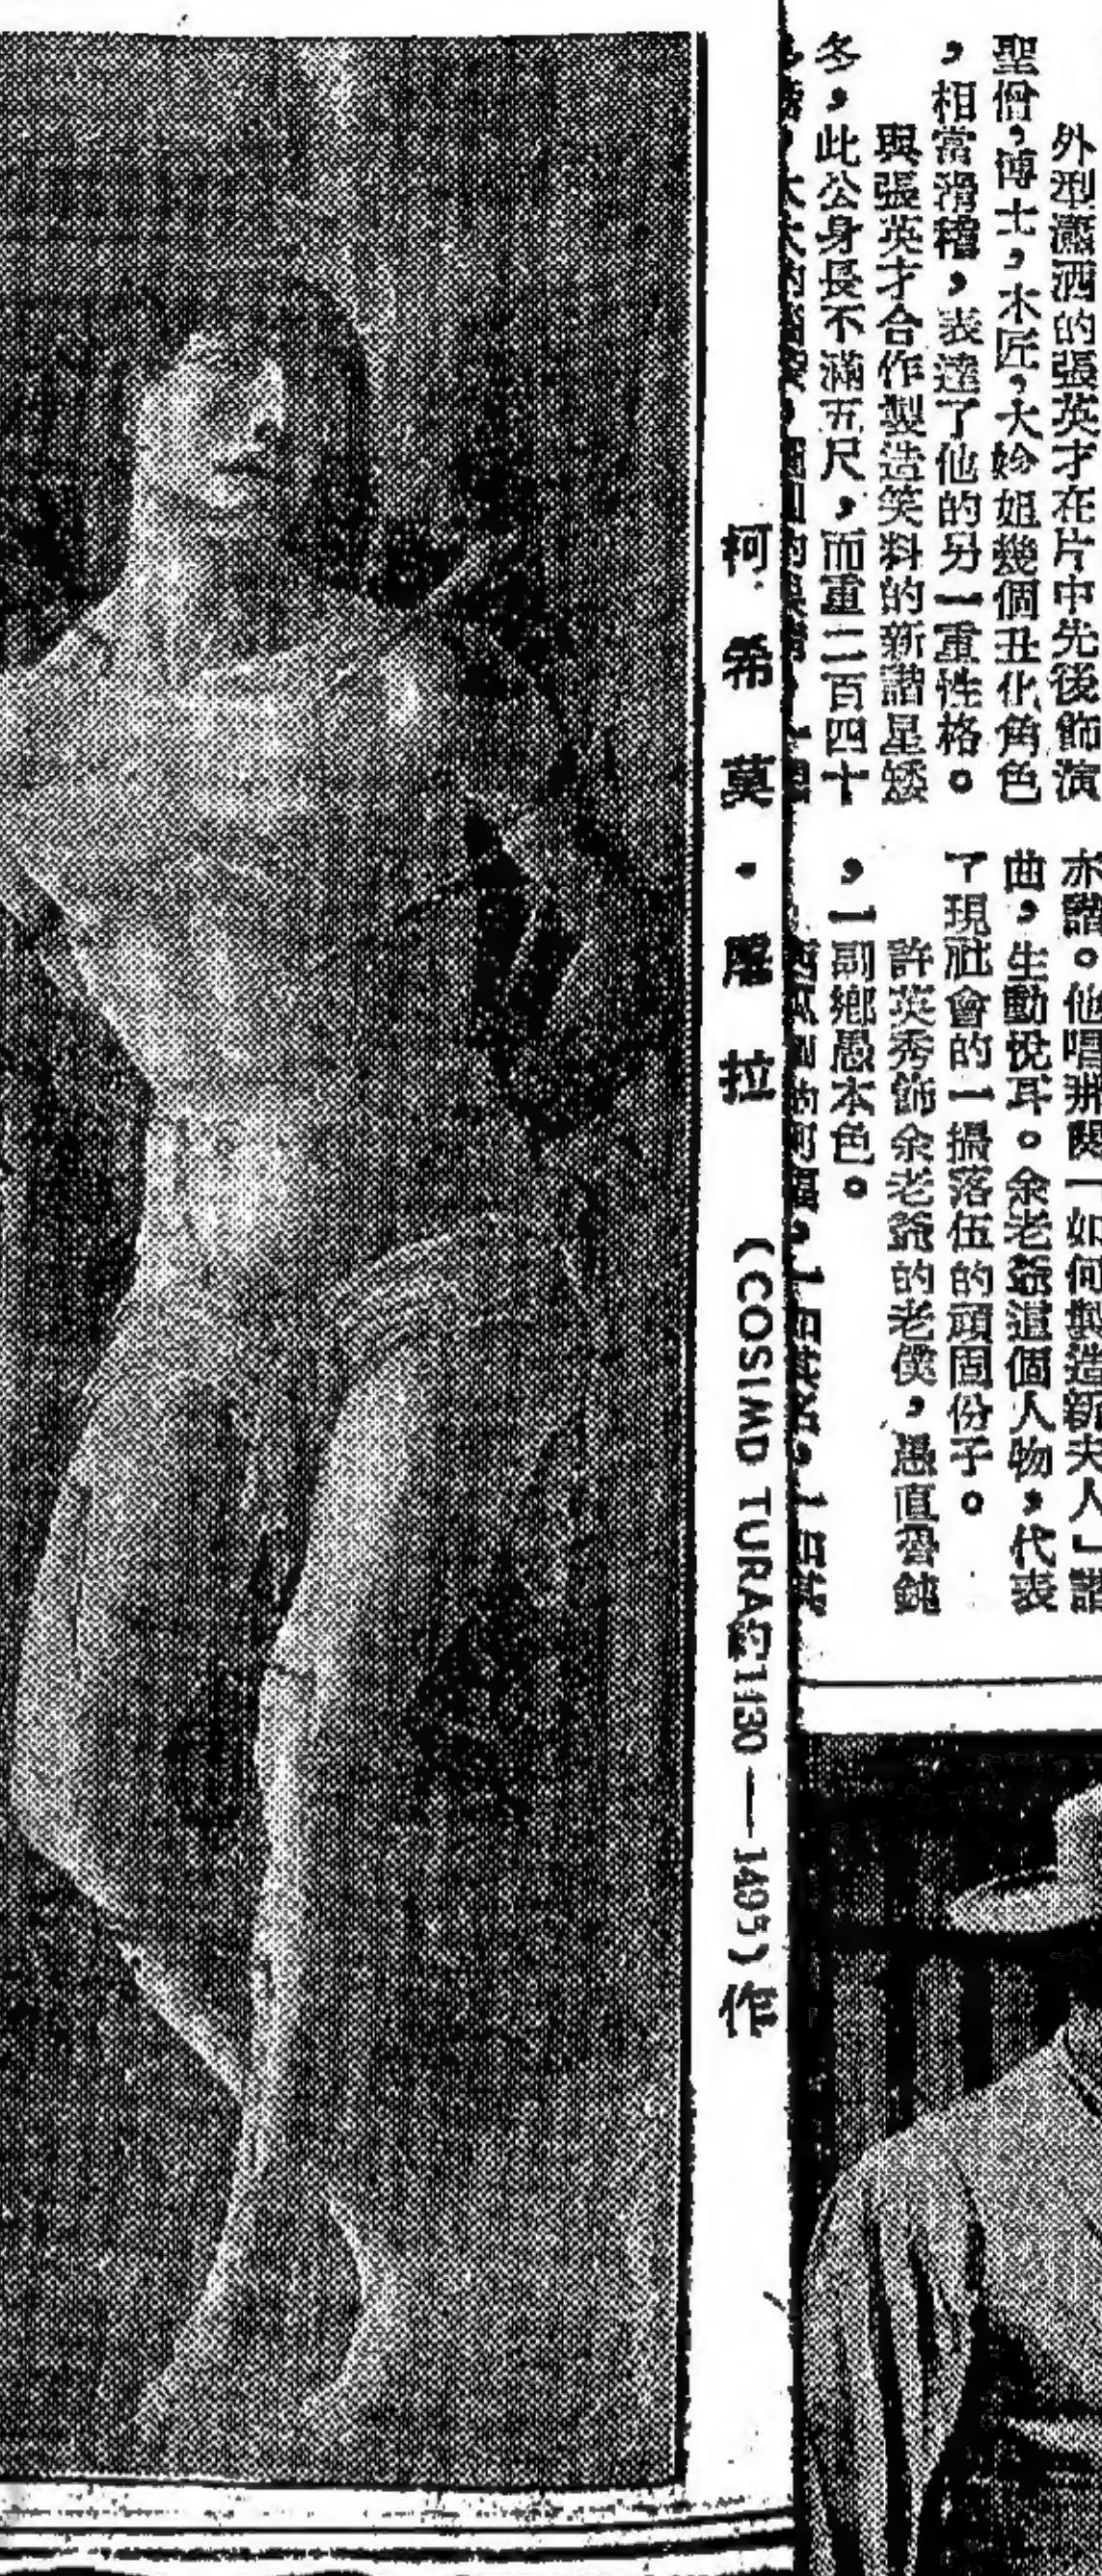 外型瀟洒的張英才在片中先後飾演
聖僧,博士,木匠,大妗姐幾個丑化角色
,相當滑稽,表達了他的另一重性格。
與張英才合作製造笑料的新諧星矮
冬,此公身長不滿五尺,而重二百四十
亦諧。他唱那闋「如何製造新夫人」諧
曲,生動悅耳。余老爺這個人物,代表
了現社會的一撮落伍的頑固份子。
許英秀飾余老爺的老僕,愚直魯鈍
,一副鄉愚本色。
柯希莫・屠拉 (COSIMO TURA約1430—1495)作